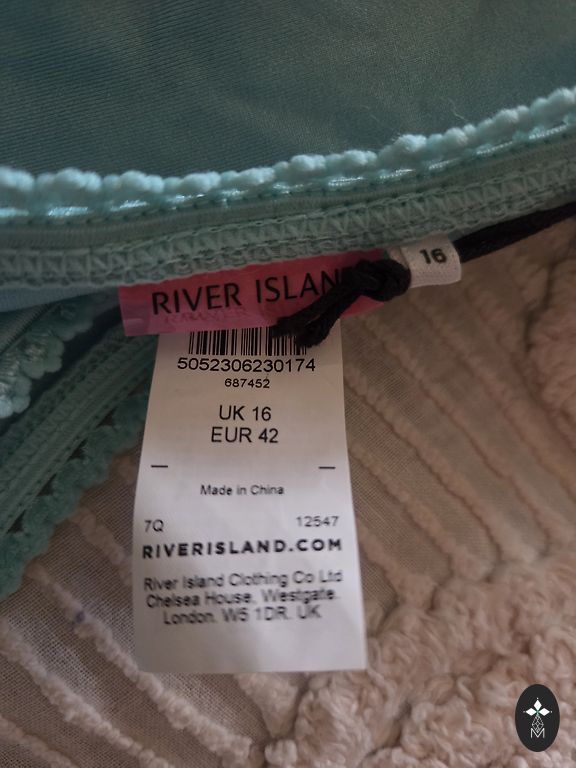 16
RIVER ISLAN
5052306230174
687452
UK 16
EUR 42
Made in China
7Q 12547
RIVERISLAND.COM
River Island Clothing Co Ltd
Chelsea House. Westgate.
London. W5 1DR. UK
M